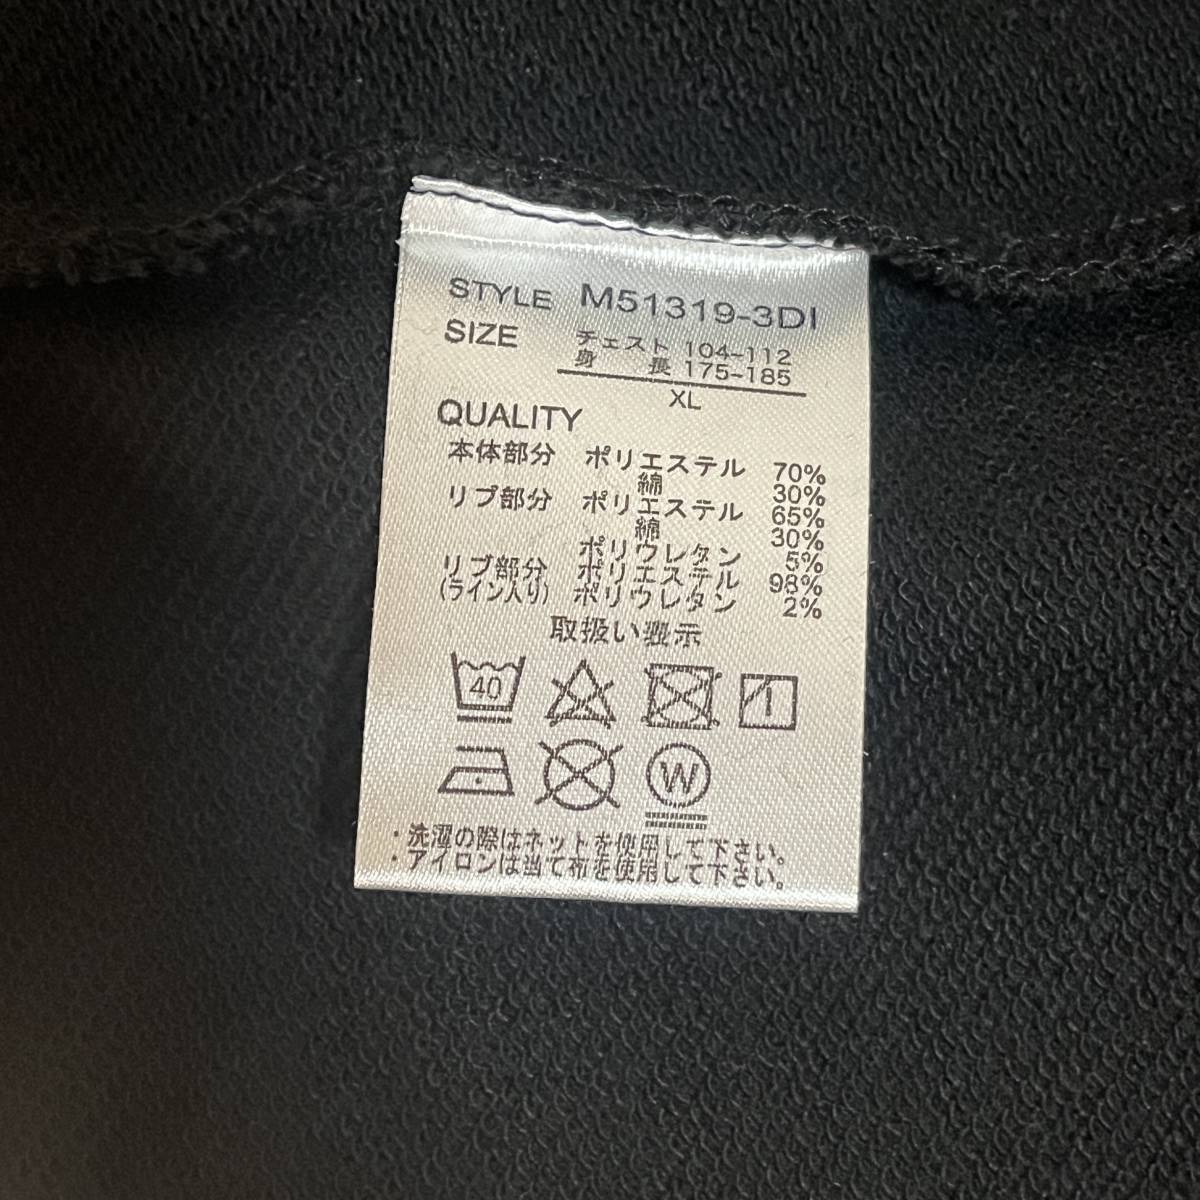 STYLE M51319-3DI
SIZE チェスト 104-112
身 長 175-185
XL
QUALITY
本体部分 ポリエステル 70%
綿 30%
リブ部分 ポリエステル 65%
綿 30%
ポリウレタン 5%
リブ部分 ポリエステル 98%
(ライン入り) ポリウレタン 2%
取扱い表示
40
W
・洗濯の際はネットを使用して下さい。
・アイロンは当て布を使用して下さい。